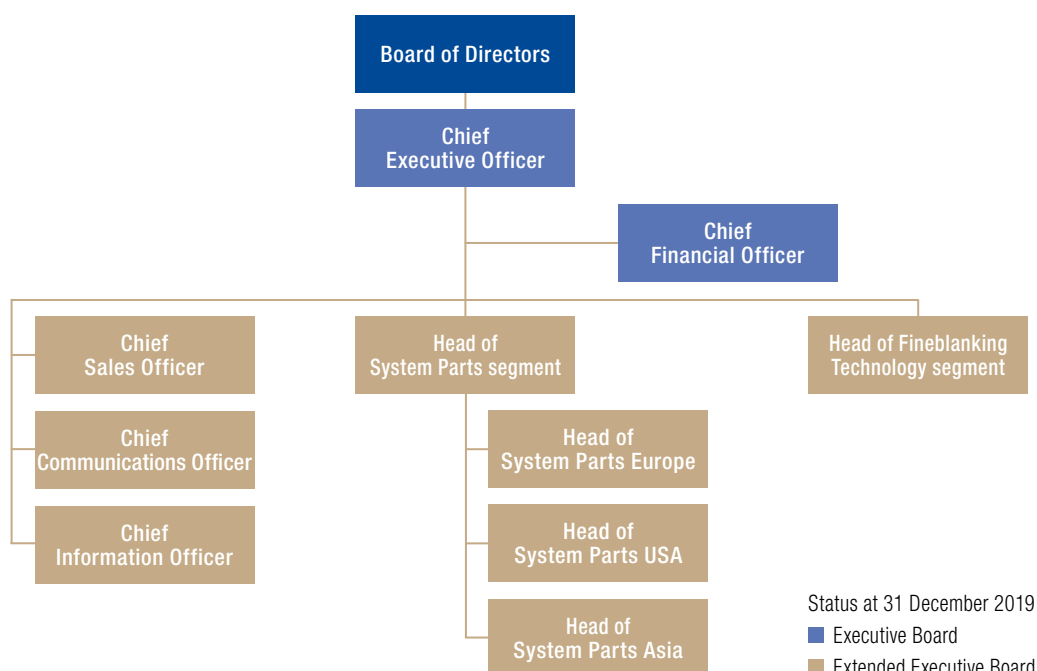 Board of Directors
Chief
Executive Officer
Chief
Financial Officer
Chief
Sales Officer
Head of
System Parts segment
Head of Fineblanking
Technology segment
Chief
Communications Officer
Head of
System Parts Europe
Chief
Information Officer
Head of
System Parts USA
Head of
System Parts Asia
Status at 31 December 2019
Executive Board
Extended Executive Board